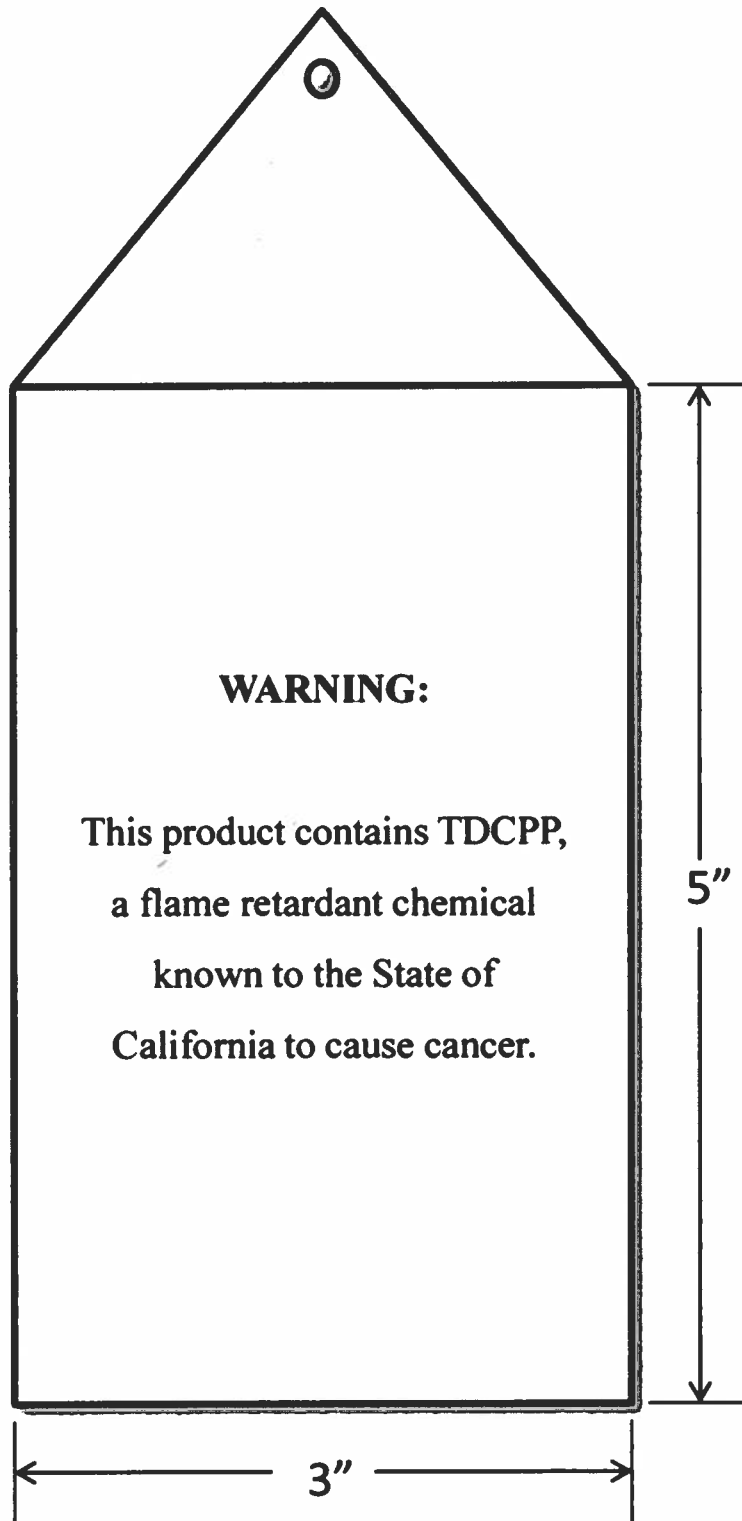 WARNING:
This product contains TDCPP,
a flame retardant chemical
known to the State of
California to cause cancer.
5"
3"